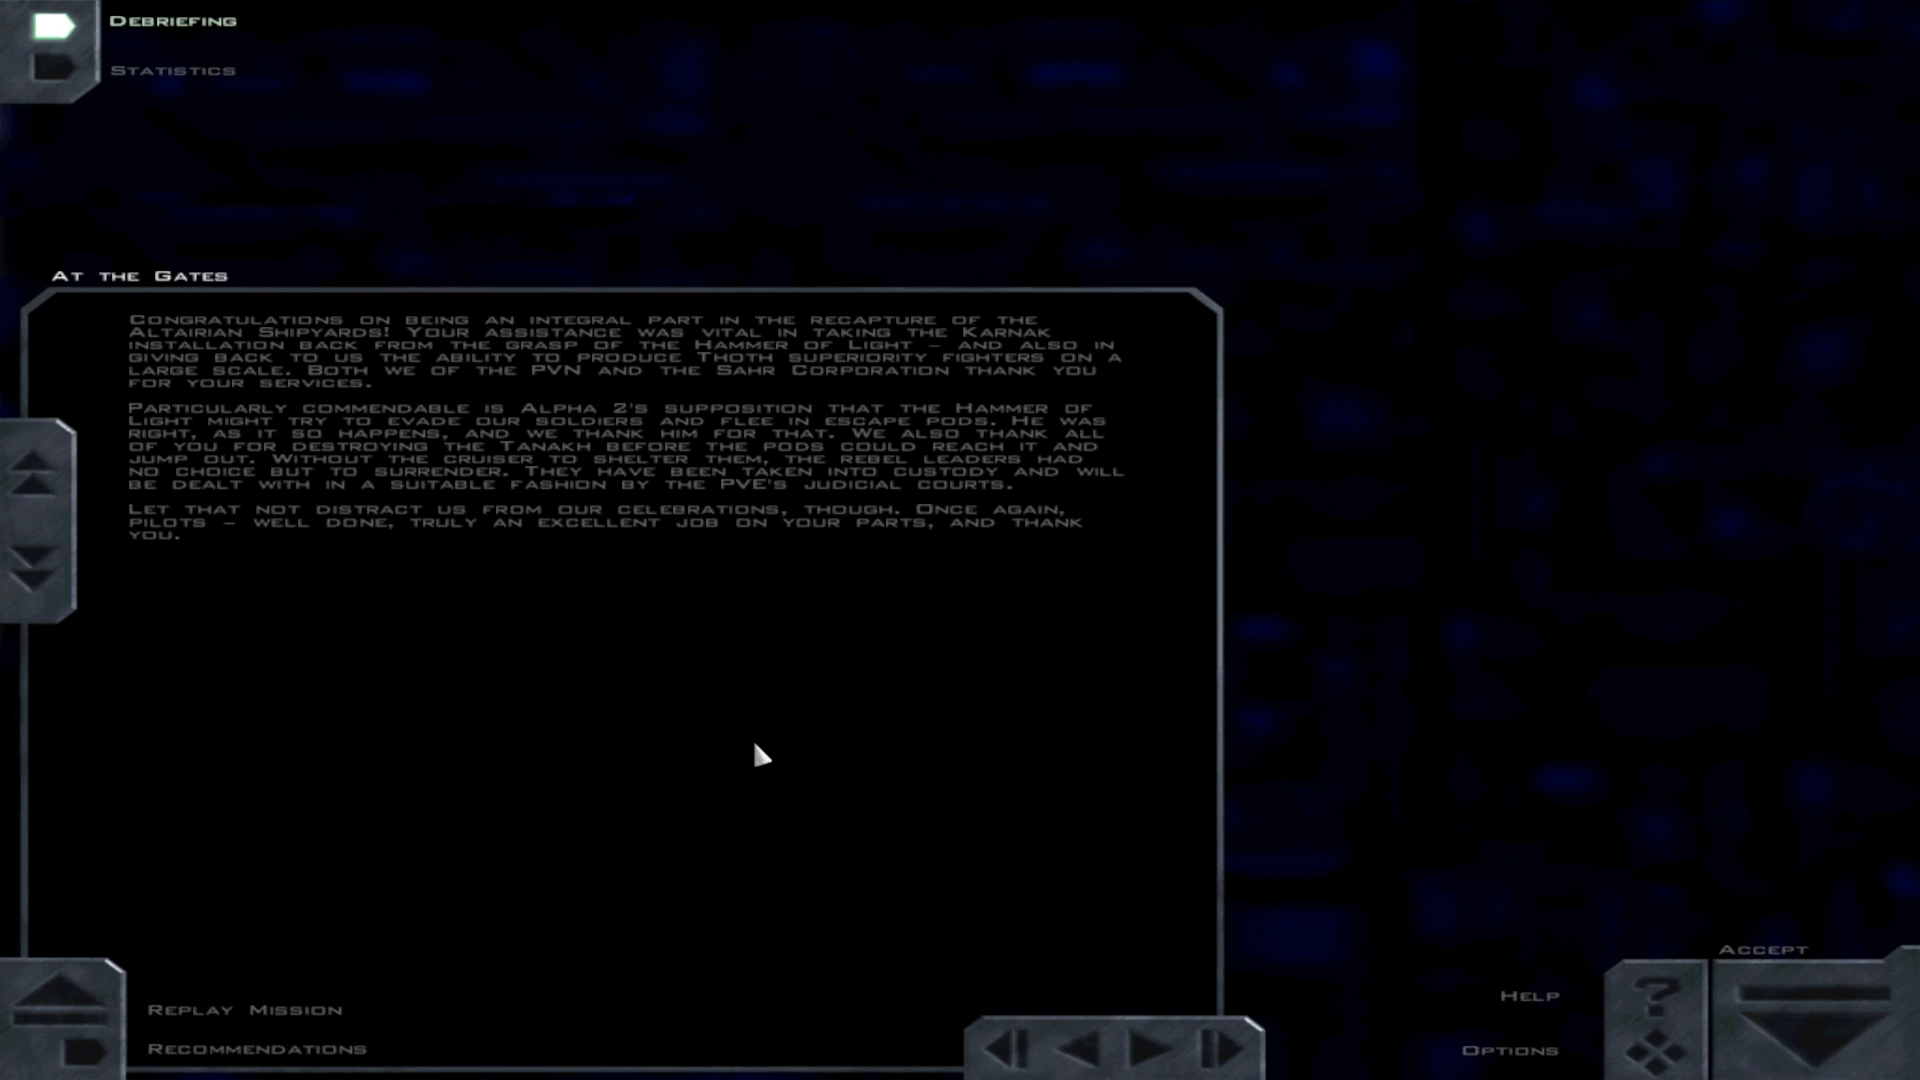 Debriefing
Statistics
At the Gates
Congratulations on being an integral part in the recapture of the
Altairian Shipyards! Your assistance was vital in taking the Karnak
installation back from the grasp of the Hammer of Light - and also in
giving back to us the ability to produce Thoth superiority fighters on a
large scale. Both we of the PVN and the Sahr Corporation thank you
for your services.
Particularly commendable is Alpha 2's supposition that the Hammer of
Light might try to evade our soldiers and flee in escape pods. He was
right, as it so happens, and we thank him for that. We also thank all
of you for destroying the Tanakh before the pods could reach it and
jump out. Without the cruiser to shelter them, the rebel leaders had
no choice but to surrender. They have been taken into custody and will
be dealt with in a suitable fashion by the PVE's judicial courts.
Let that not distract us from our celebrations, though. Once again,
pilots - well done, truly an excellent job on your parts, and thank
you.
Accept
Help
Replay Mission
Recommendations
Options